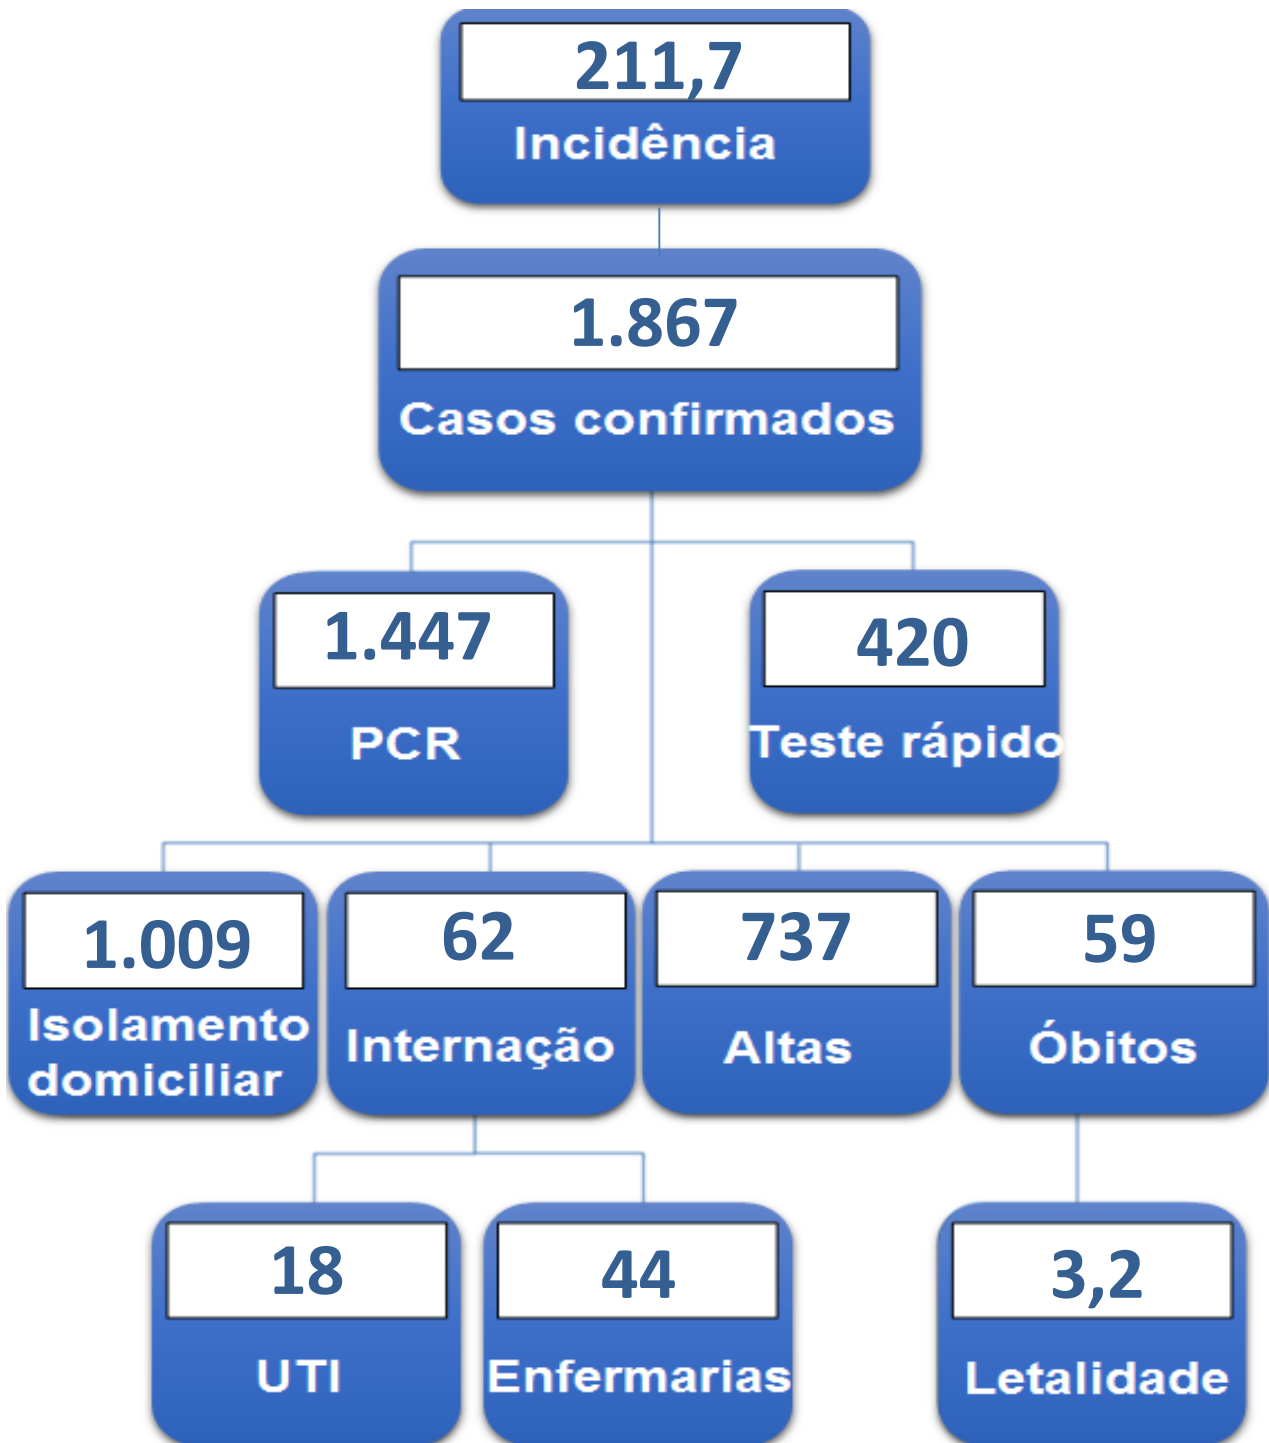 211,7
Incidência
1.867
Casos confirmados
1.447
PCR
420
Teste rápido
1.009
Isolamento
domiciliar
62
Internação
737
Altas
59
Óbitos
18
UTI
44
Enfermarias
3,2
Letalidade